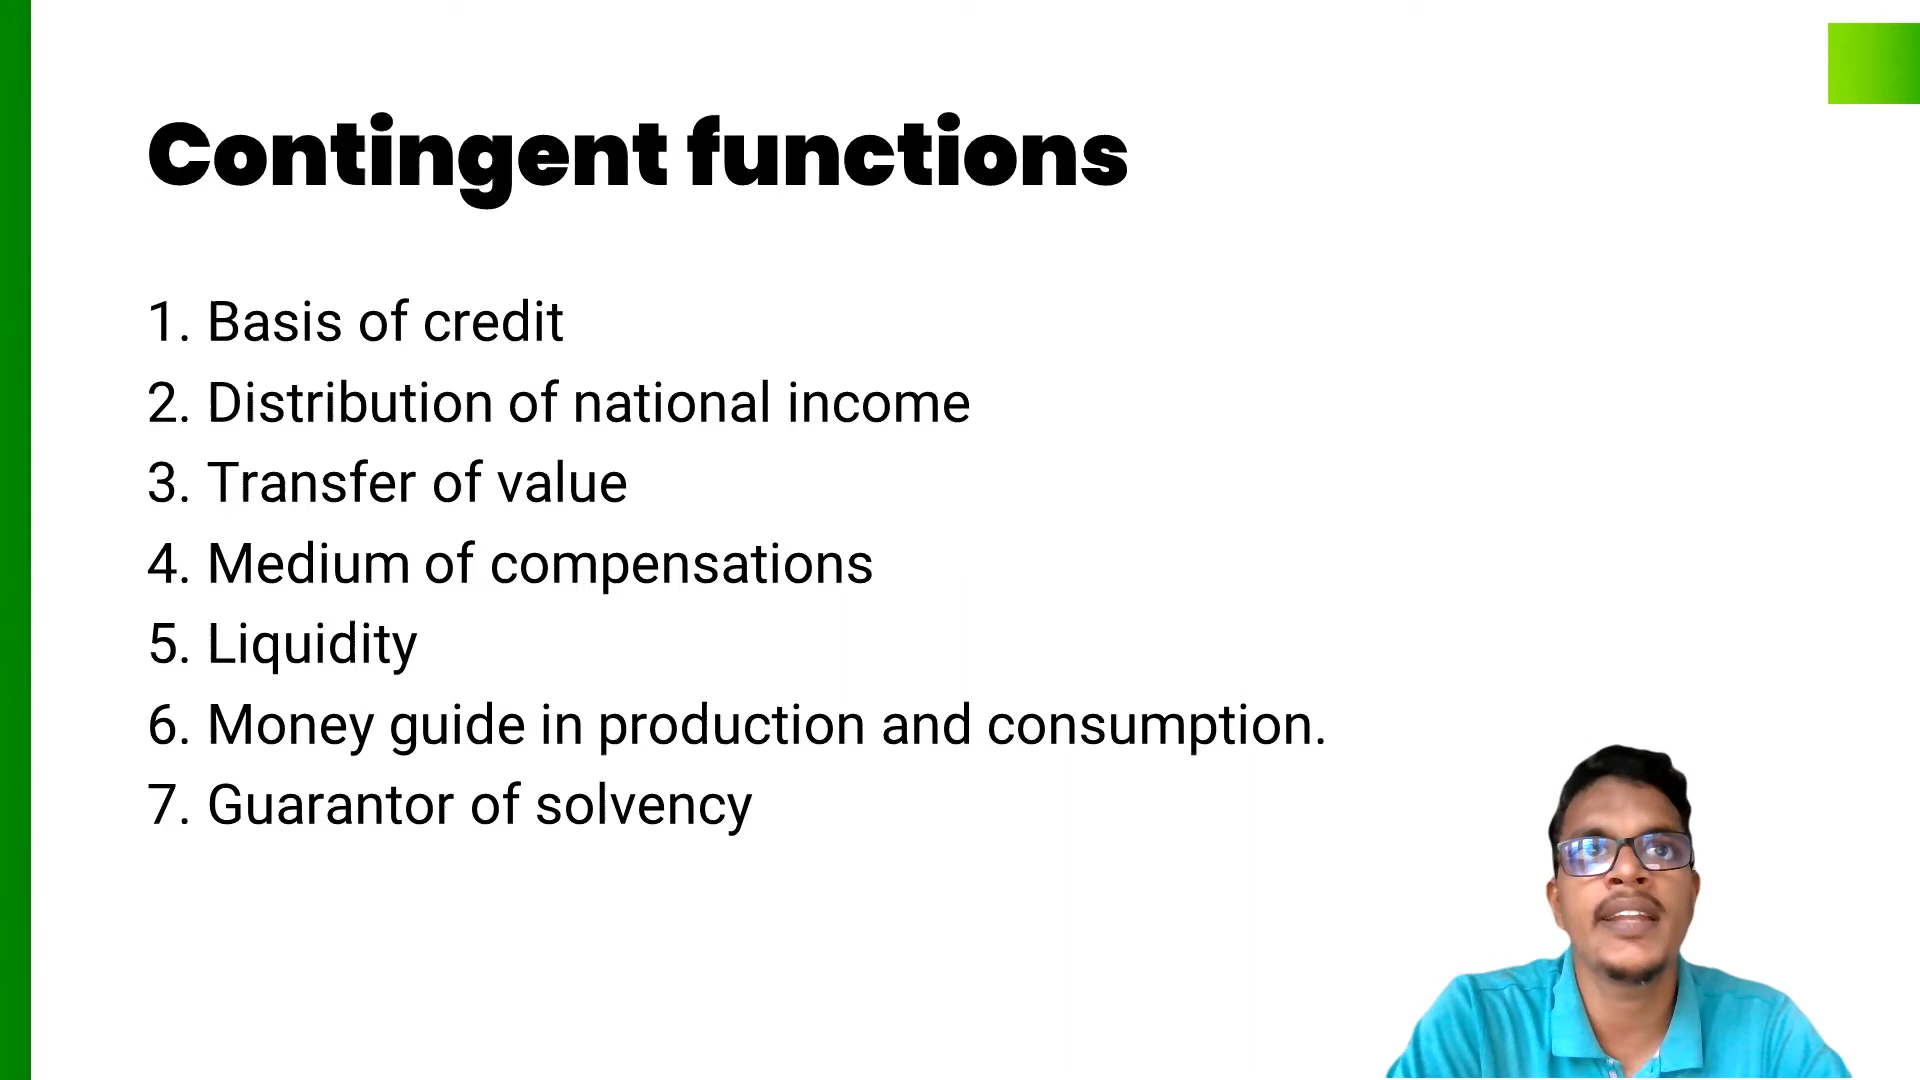 Contingent functions
1. Basis of credit
2. Distribution of national income
3. Transfer of value
4. Medium of compensations
5. Liquidity
6. Money guide in production and consumption.
7. Guarantor of solvency